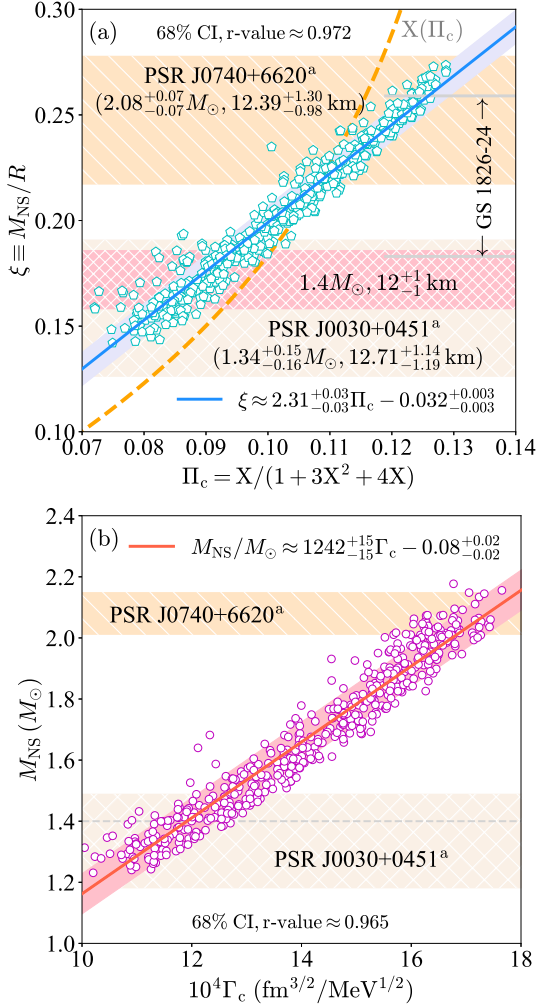 0.30
(a)
68% CI, r-value ≈ 0.972
X(Π_c)
PSR J0740+6620^a
(2.08^{+0.07}_{−0.07}M_⊙, 12.39^{+1.30}_{−0.98} km)
0.25
← GS 1826-24 →
ξ ≡ M_NS/R
0.20
1.4M_⊙, 12^{+1}_{−1} km
PSR J0030+0451^a
0.15
(1.34^{+0.15}_{−0.16}M_⊙, 12.71^{+1.14}_{−1.19} km)
ξ ≈ 2.31^{+0.03}_{−0.03}Π_c − 0.032^{+0.003}_{−0.003}
0.10
0.07 0.08 0.09 0.10 0.11 0.12 0.13 0.14
Π_c = X/(1 + 3X² + 4X)
2.4
(b)
M_NS/M_⊙ ≈ 1242^{+15}_{−15}Γ_c − 0.08^{+0.02}_{−0.02}
2.2
PSR J0740+6620^a
2.0
M_NS (M_⊙)
1.8
1.6
1.4
PSR J0030+0451^a
1.2
68% CI, r-value ≈ 0.965
1.0
10 12 14 16 18
10⁴Γ_c (fm^{3/2}/MeV^{1/2})